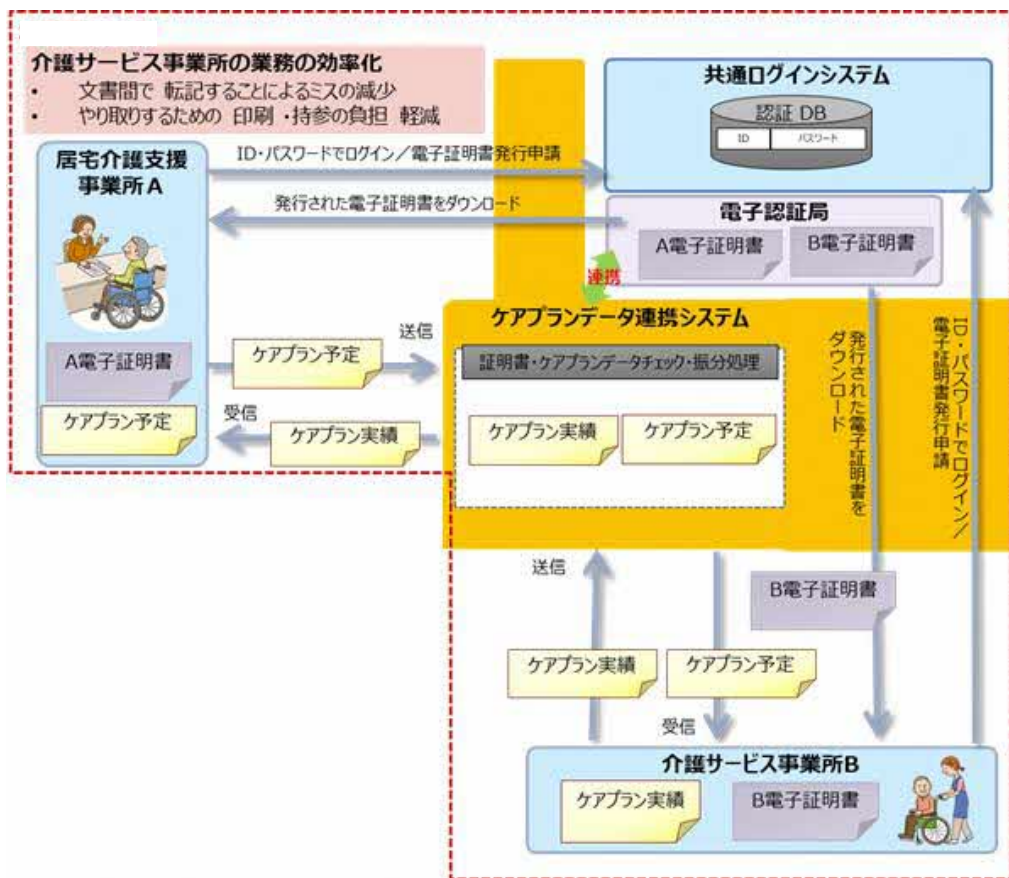 介護サービス事業所の業務の効率化
・ 文書間で 転記することによるミスの減少
・ やり取りするための 印刷 ・持参の負担 軽減
共通ログインシステム
認証 DB
ID
パスワード
居宅介護支援
事業所A
ID・パスワードでログイン／電子証明書発行申請
発行された電子証明書をダウンロード
電子認証局
A電子証明書
B電子証明書
連携
ケアプランデータ連携システム
証明書・ケアプランデータチェック・振分処理
ケアプラン実績
ケアプラン予定
A電子証明書
ケアプラン予定
送信
ケアプラン予定
受信
ケアプラン実績
発行された電子証明書を
ダウンロード
ID・パスワードでログイン／
電子証明書発行申請
送信
B電子証明書
ケアプラン実績
ケアプラン予定
受信
介護サービス事業所B
ケアプラン実績
B電子証明書